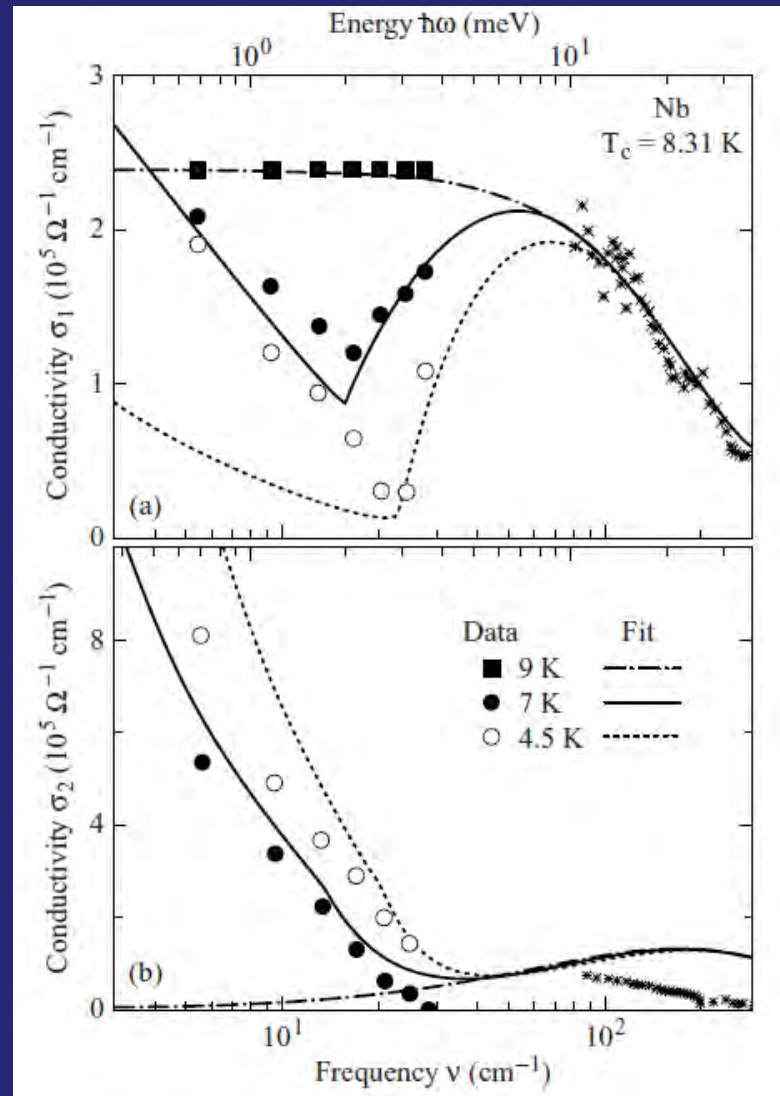 Energy ħω (meV)
10⁰ 10¹
3
2
1
0
Conductivity σ₁ (10⁵ Ω⁻¹ cm⁻¹)
Nb
T_c = 8.31 K
(a)
8
4
0
Conductivity σ₂ (10⁵ Ω⁻¹ cm⁻¹)
Data Fit
9 K
7 K
4.5 K
(b)
10¹ 10²
Frequency ν (cm⁻¹)